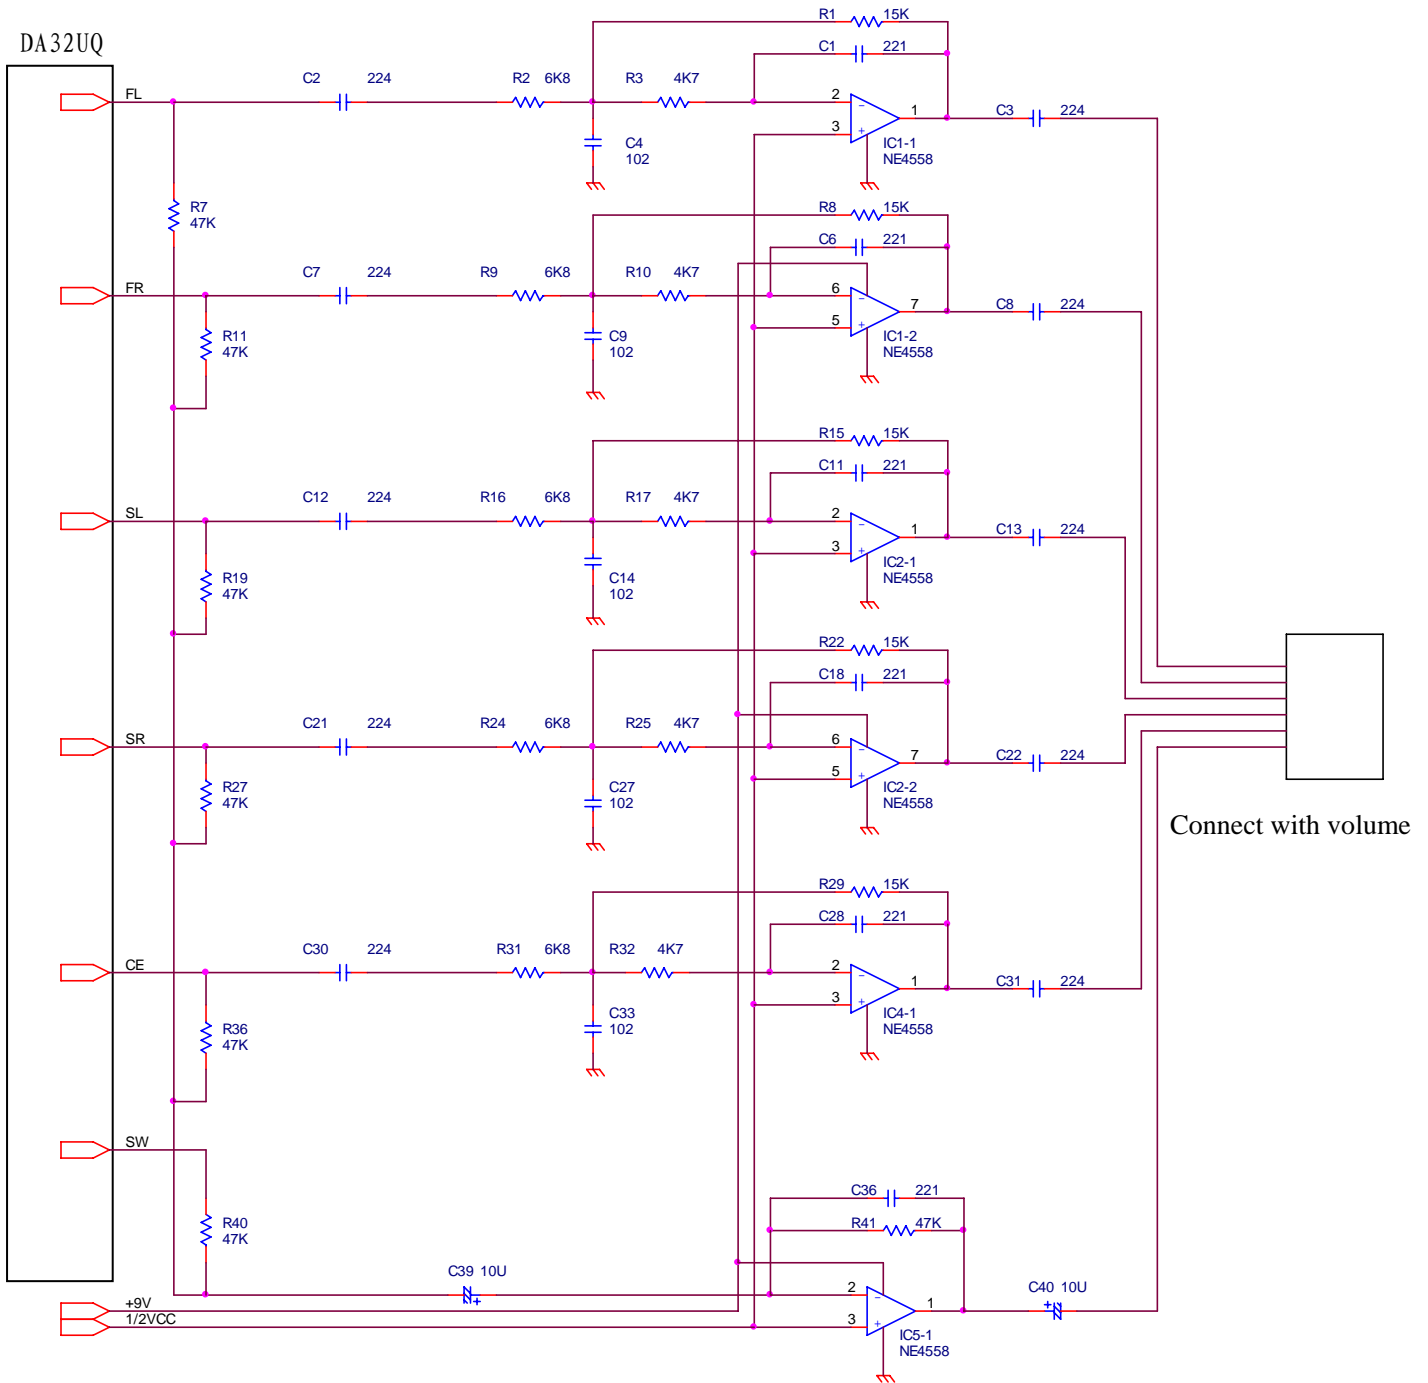 DA32UQ
R1 15K
C1 221
C2 224 R2 6K8 R3 4K7
FL
2
3
1
C3 224
C4
102
IC1-1
NE4558
R7
47K
R8 15K
C6 221
C7 224 R9 6K8 R10 4K7
FR
6
5
7
C8 224
R11
47K
C9
102
IC1-2
NE4558
R15 15K
C11 221
C12 224 R16 6K8 R17 4K7
SL
2
3
1
C13 224
R19
47K
C14
102
IC2-1
NE4558
R22 15K
C18 221
C21 224 R24 6K8 R25 4K7
SR
6
5
7
C22 224
R27
47K
C27
102
IC2-2
NE4558
Connect with volume
R29 15K
C28 221
C30 224 R31 6K8 R32 4K7
CE
2
3
1
C31 224
R36
47K
C33
102
IC4-1
NE4558
SW
C36 221
R41 47K
R40
47K
C39 10U
2
3
1
C40 10U
+9V
1/2VCC
IC5-1
NE4558